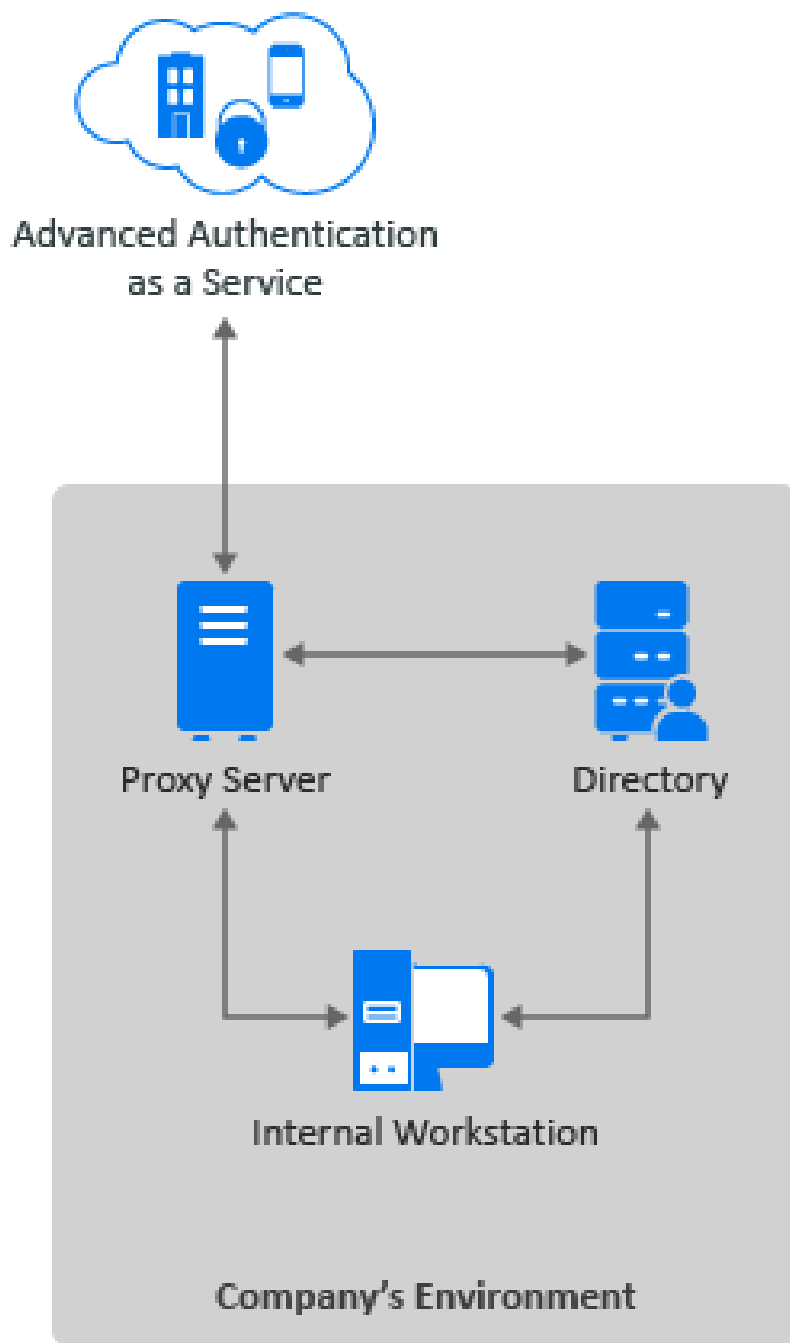 Advanced Authentication
as a Service
Proxy Server
Directory
Internal Workstation
Company's Environment